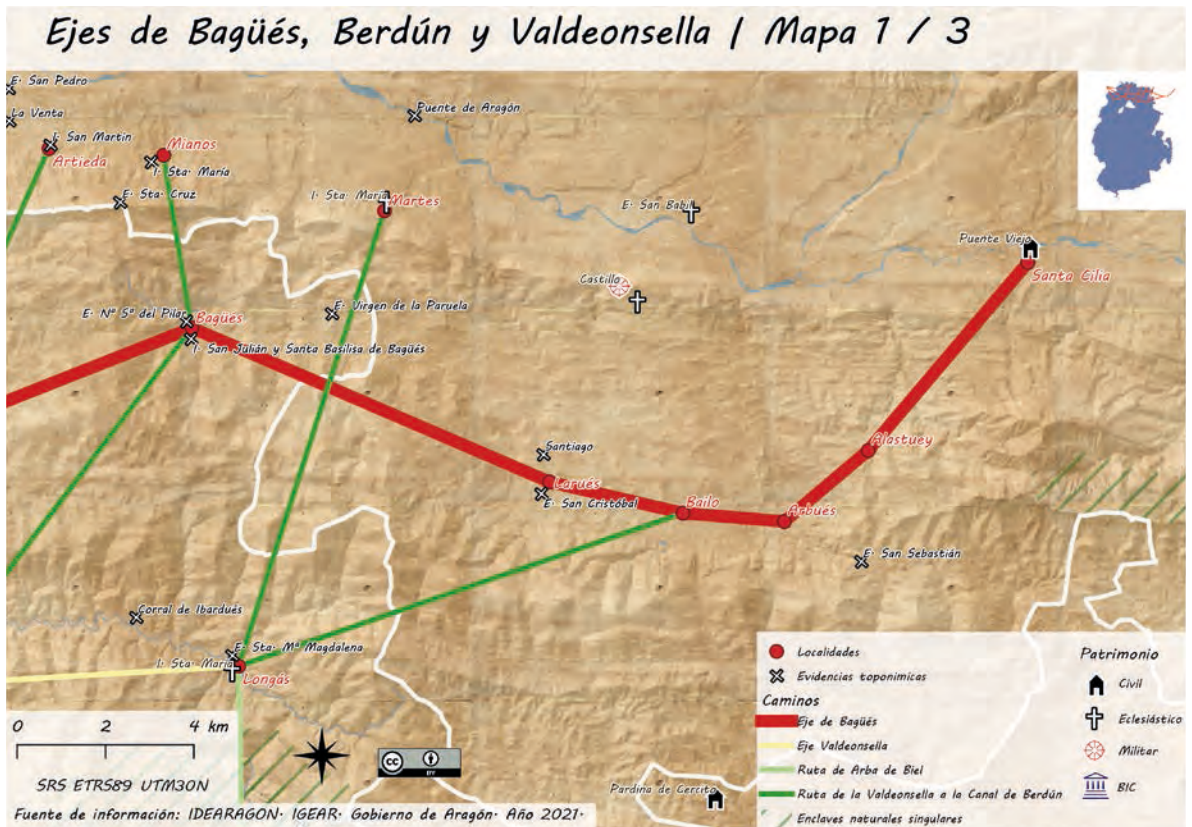 Ejes de Bagüés, Berdún y Valdeonsella | Mapa 1 / 3
E. San Pedro
La Venta
Puente de Aragón
I. San Martín
Artieda
Mianos
I. Sta. María
E. Sta. Cruz
I. Sta. María
Martes
E. San Babil
Puente Viejo
Santa Cilia
Castillo
E. Virgen de la Paruela
E. Nª Sª del Pilar
Bagüés
I. San Julián y Santa Basilisa de Bagüés
Alastuey
Santiago
Larués
E. San Cristóbal
Bailo
Arbués
E. San Sebastián
Corral de Ibardués
E. Sta. Mª Magdalena
I. Sta. María
Longás
Pardina de Cercito
0 2 4 km
SRS ETRS89 UTM30N
Fuente de información: IDEARAGON. IGEAR. Gobierno de Aragón. Año 2021.
cc
BY
Localidades
Evidencias toponimicas
Caminos
Eje de Bagüés
Eje Valdeonsella
Ruta de Arba de Biel
Ruta de la Valdeonsella a la Canal de Berdún
Enclaves naturales singulares
Patrimonio
Civil
Eclesiástico
Militar
BIC